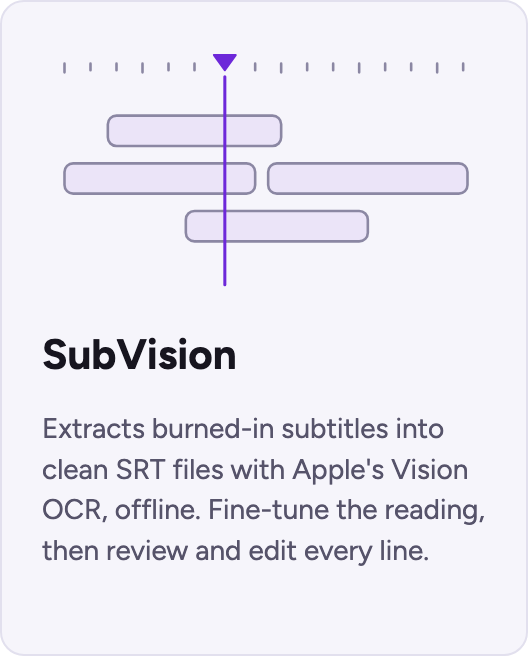 SubVision
Extracts burned-in subtitles into
clean SRT files with Apple's Vision
OCR, offline. Fine-tune the reading,
then review and edit every line.